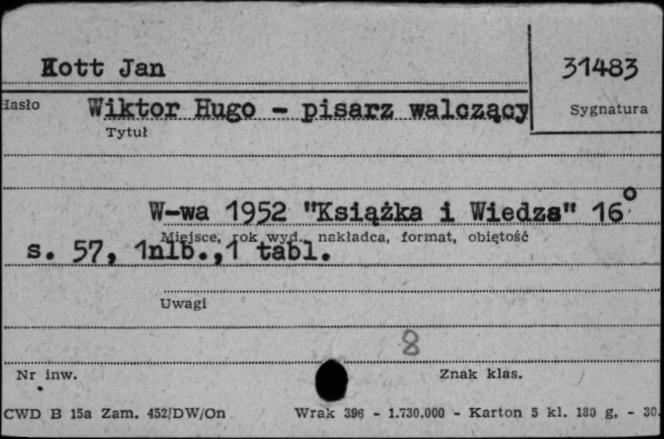 Kott Jan
31483
Hasło
Wiktor Hugo - pisarz walczący
Sygnatura
Tytuł
W-wa 1952 "Książka i Wiedza" 16°
Miejsce, rok wyd., nakładca, format, objętość
s. 57, 1nlb.,1 tabl.
Uwagi
8
Nr inw.
Znak klas.
CWD B 15a Zam. 452/DW/On Wrak 396 - 1.730.000 - Karton 5 kl. 180 g. - 30.